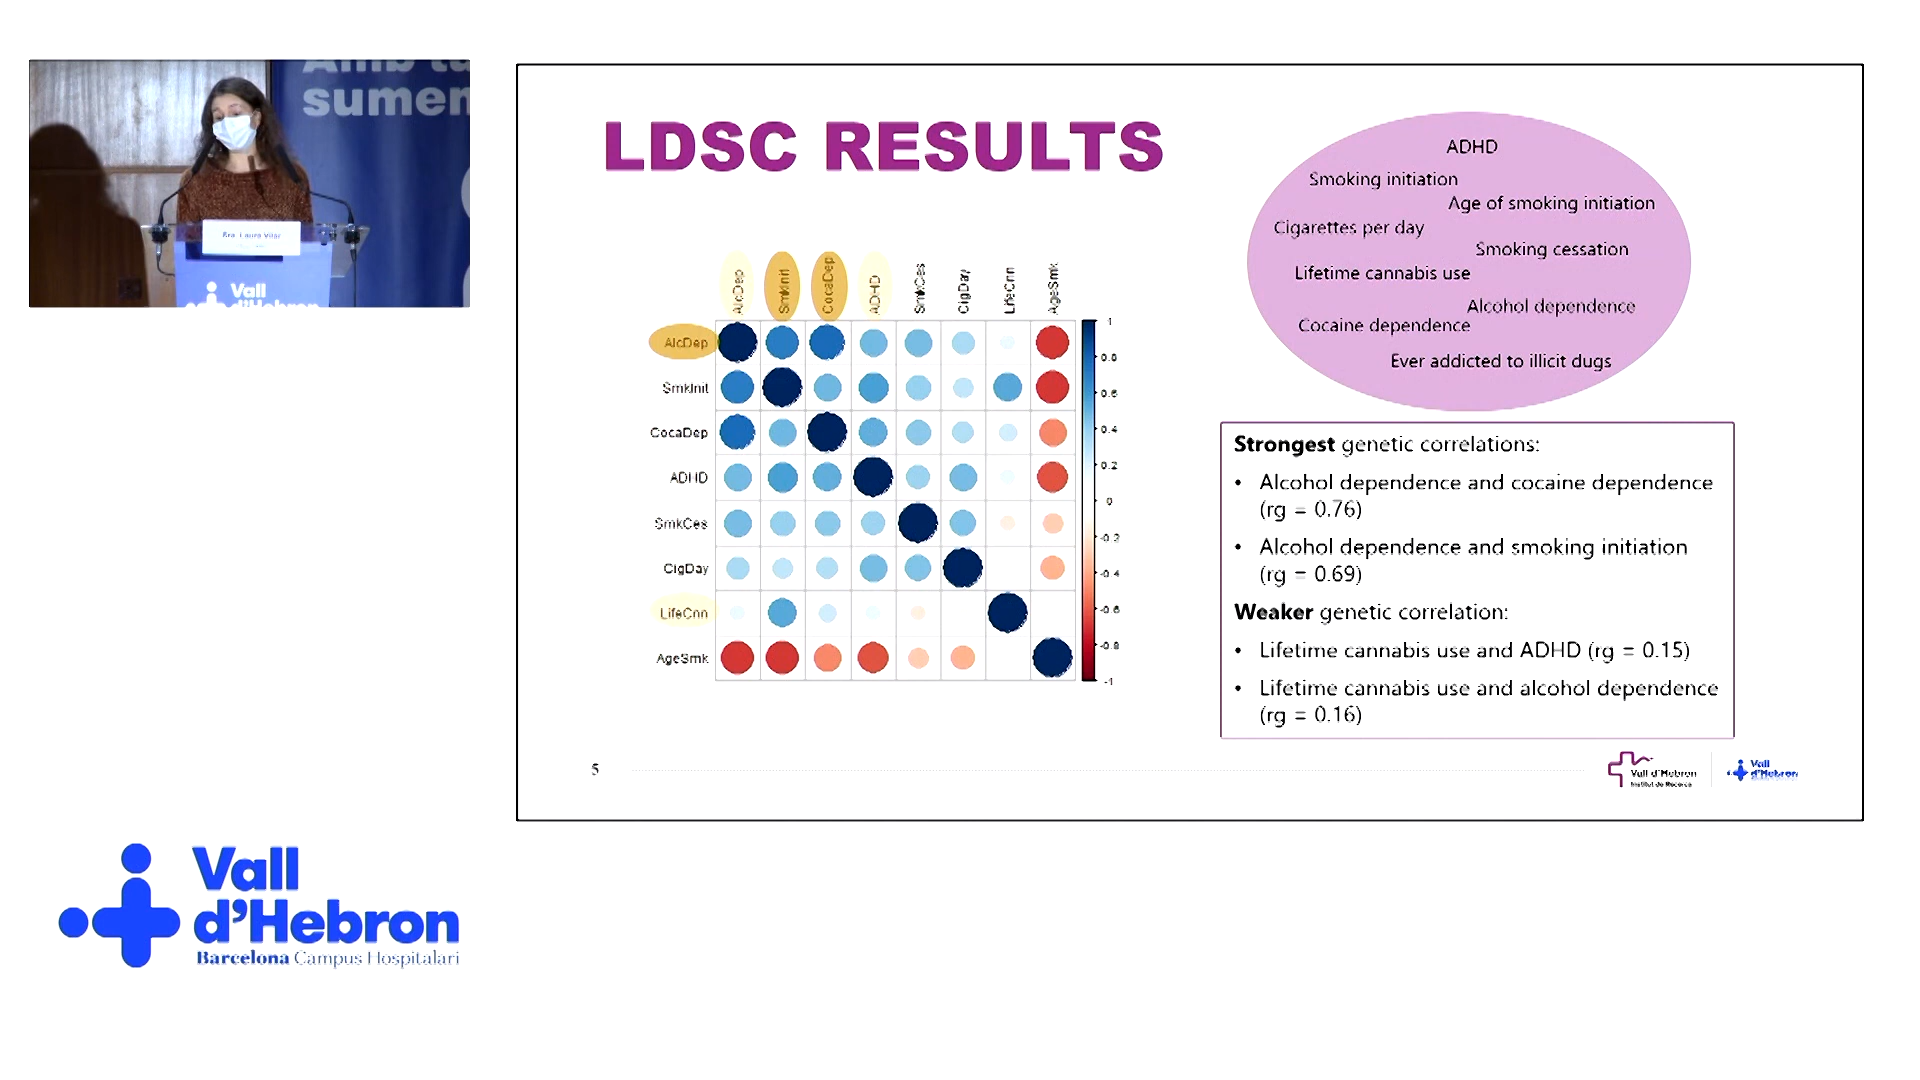 Amb tu
sumem
Vall
d'Hebron
LDSC RESULTS
ADHD
Smoking initiation
Age of smoking initiation
Cigarettes per day
Smoking cessation
Lifetime cannabis use
Alcohol dependence
Cocaine dependence
Ever addicted to illicit dugs
AlcDep
SmkInit
CocaDep
ADHD
SmkCes
CigDay
LifeCnn
AgeSmk
AlcDep
SmkInit
CocaDep
ADHD
SmkCes
CigDay
LifeCnn
AgeSmk
1
0.8
0.6
0.4
0.2
0
-0.2
-0.4
-0.6
-0.8
-1
Strongest genetic correlations:
• Alcohol dependence and cocaine dependence
(rg = 0.76)
• Alcohol dependence and smoking initiation
(rg = 0.69)
Weaker genetic correlation:
• Lifetime cannabis use and ADHD (rg = 0.15)
• Lifetime cannabis use and alcohol dependence
(rg = 0.16)
5
Vall d'Hebron
Institut de Recerca
Vall
d'Hebron
Vall
d'Hebron
Barcelona Campus Hospitalari